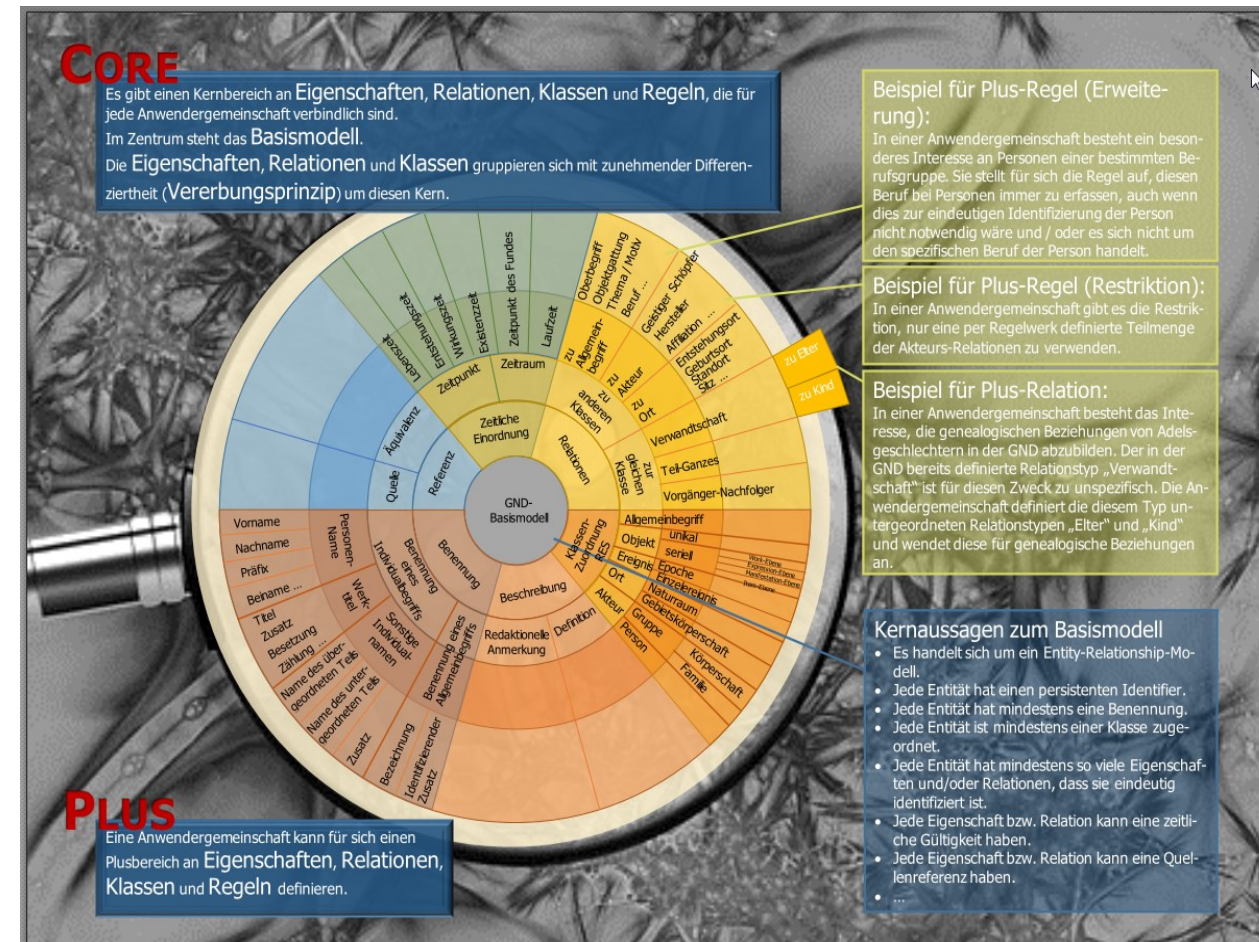 CORE
Es gibt einen Kernbereich an Eigenschaften, Relationen, Klassen und Regeln, die für
jede Anwendergemeinschaft verbindlich sind.
Im Zentrum steht das Basismodell.
Die Eigenschaften, Relationen und Klassen gruppieren sich mit zunehmender Differen-
ziertheit (Vererbungsprinzip) um diesen Kern.
Beispiel für Plus-Regel (Erweite-
rung):
In einer Anwendergemeinschaft besteht ein beson-
deres Interesse an Personen einer bestimmten Be-
rufsgruppe. Sie stellt für sich die Regel auf, diesen
Beruf bei Personen immer zu erfassen, auch wenn
dies zur eindeutigen Identifizierung der Person
nicht notwendig wäre und / oder es sich nicht um
den spezifischen Beruf der Person handelt.
Beispiel für Plus-Regel (Restriktion):
In einer Anwendergemeinschaft gibt es die Restrik-
tion, nur eine per Regelwerk definierte Teilmenge
der Akteurs-Relationen zu verwenden.
Beispiel für Plus-Relation:
In einer Anwendergemeinschaft besteht das Inte-
resse, die genealogischen Beziehungen von Adels-
geschlechtern in der GND abzubilden. Der in der
GND bereits definierte Relationstyp „Verwandt-
schaft“ ist für diesen Zweck zu unspezifisch. Die An-
wendergemeinschaft definiert die diesem Typ un-
tergeordneten Relationstypen „Elter“ und „Kind“
und wendet diese für genealogische Beziehungen
an.
Kernaussagen zum Basismodell
• Es handelt sich um ein Entity-Relationship-Mo-
dell.
• Jede Entität hat einen persistenten Identifier.
• Jede Entität hat mindestens eine Benennung.
• Jede Entität ist mindestens einer Klasse zuge-
ordnet.
• Jede Entität hat mindestens so viele Eigenschaf-
ten und/oder Relationen, dass sie eindeutig
identifiziert ist.
• Jede Eigenschaft bzw. Relation kann eine zeitli-
che Gültigkeit haben.
• Jede Eigenschaft bzw. Relation kann eine Quel-
lenreferenz haben.
• ...
GND-
Basismodell
Zeitliche
Einordnung
Zeitpunkt
Zeitraum
Lebenszeit
Entstehungszeit
Wirkungszeit
Existenzzeit
Zeitpunkt des Fundes
Laufzeit
Relationen
zu
anderen
Klassen
zu
Allgemein-
begriff
Oberbegriff
Objektgattung
Thema / Motiv
Beruf ...
zu
Akteur
Geistiger Schöpfer
Hersteller
Affiliation ...
zu
Ort
Entstehungsort
Geburtsort
Standort
Sitz ...
zur
gleichen
Klasse
Verwandtschaft
zu Elter
zu Kind
Teil-Ganzes
Vorgänger-Nachfolger
Klassen-
Zuordnung
RES
Allgemeinbegriff
Objekt
unikal
seriell
Work-Ebene
Expression-Ebene
Manifestation-Ebene
Item-Ebene
Ereignis
Epoche
Einzelereignis
Ort
Naturraum
Gebietskörperschaft
Akteur
Gruppe
Körperschaft
Familie
Person
Beschreibung
Definition
Redaktionelle
Anmerkung
Benennung
Benennung eines
Allgemeinbegriffs
Bezeichnung
Identifizierender
Zusatz
Benennung
eines
Individualbegriffs
Personen-
Name
Vorname
Nachname
Präfix
Beiname ...
Werk-
titel
Titel
Zusatz
Besetzung
Zählung ...
Sonstige
Individual-
namen
Name des über-
geordneten Teils
Name des unter-
geordneten Teils
Zusatz
Referenz
Quelle
Äquivalenz
PLUS
Eine Anwendergemeinschaft kann für sich einen
Plusbereich an Eigenschaften, Relationen,
Klassen und Regeln definieren.